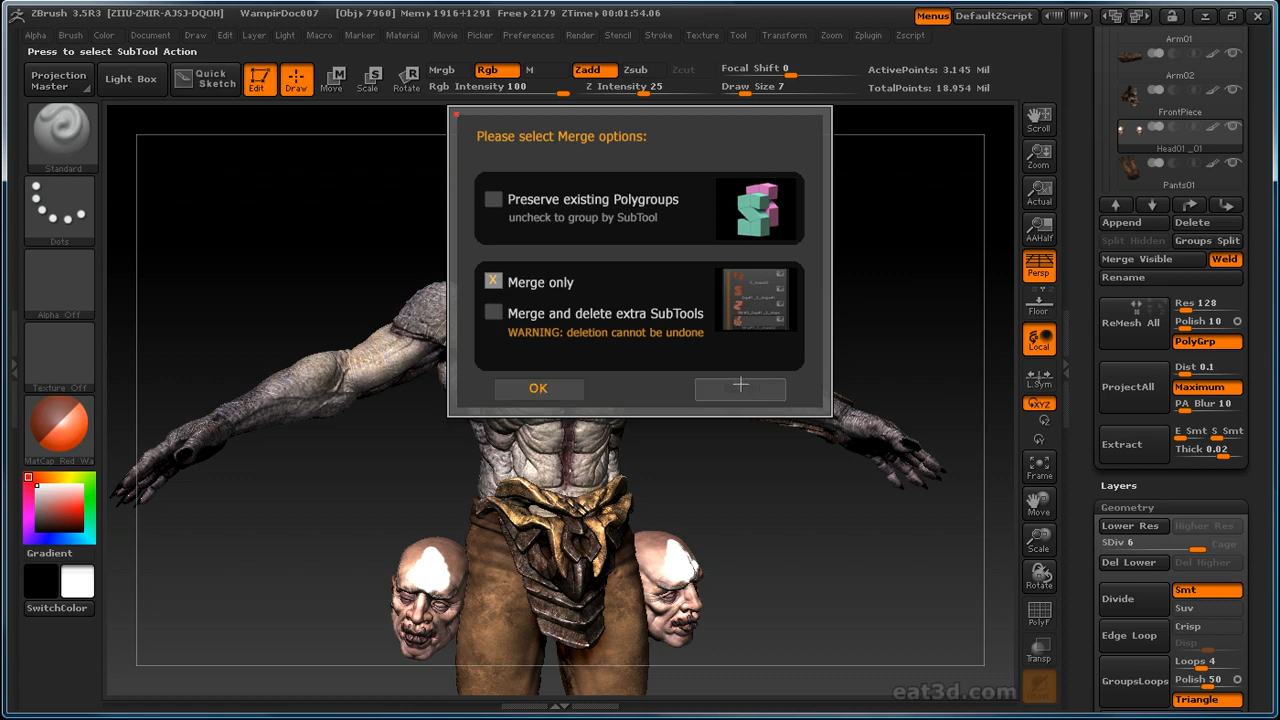 ZBrush 3.5R3 [ZIIU-ZMIR-AJSJ-DQOH] WampirDoc007 [Obj▸7960] Mem▸1916+1291 Free▸2179 ZTime▸00:01:54.06 Menus DefaultZScript
Alpha Brush Color Document Draw Edit Layer Light Macro Marker Material Movie Picker Preferences Render Stencil Stroke Texture Tool Transform Zoom Zplugin Zscript
Press to select SubTool Action
Projection Master
Light Box
Quick Sketch
Edit
Draw
Move
Scale
Rotate
Mrgb Rgb M
Rgb Intensity 100
Zadd Zsub Zcut
Z Intensity 25
Focal Shift 0
Draw Size 7
ActivePoints: 3.145 Mil
TotalPoints: 18.954 Mil
Standard
Dots
Alpha Off
Texture Off
MatCap Red Wa
Gradient
SwitchColor
Please select Merge options:
Preserve existing Polygroups
uncheck to group by SubTool
X Merge only
Merge and delete extra SubTools
WARNING: deletion cannot be undone
OK
Scroll
Zoom
Actual
AAHalf
Persp
Floor
Local
L.Sym
XYZ
Frame
Move
Scale
Rotate
PolyF
Transp
Arm01
Arm02
FrontPiece
Head01_01
Pants01
Append Delete
Split Hidden Groups Split
Merge Visible Weld
Rename
ReMesh All
Res 128
Polish 10
PolyGrp
ProjectAll
Dist 0.1
Maximum
PA Blur 10
Extract
E Smt S Smt
Thick 0.02
Layers
Geometry
Lower Res Higher Res
SDiv 6 Cage
Del Lower Del Higher
Divide
Smt
Suv
Edge Loop
Crisp
Disp
GroupsLoops
Loops 4
Polish 50
Triangle
eat3d.com